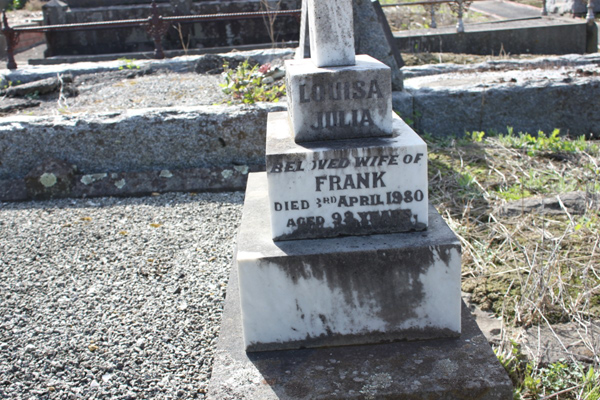 LOUISA
JULIA
BELOVED WIFE OF
FRANK
DIED 3RD APRIL 1980
AGED 93 YEARS.